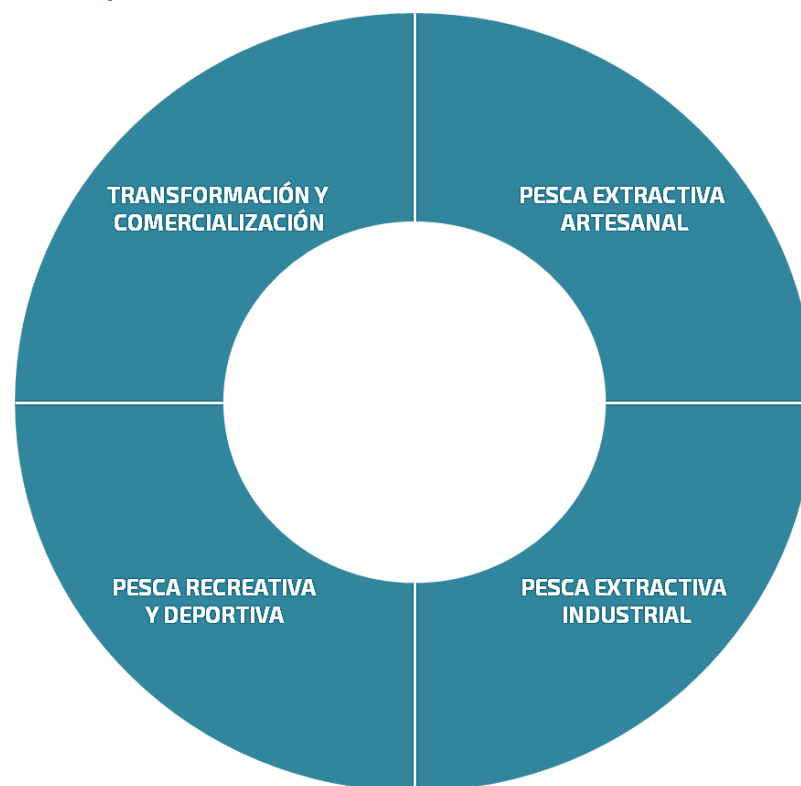 TRANSFORMACIÓN Y
COMERCIALIZACIÓN
PESCA EXTRACTIVA
ARTESANAL
PESCA RECREATIVA
Y DEPORTIVA
PESCA EXTRACTIVA
INDUSTRIAL